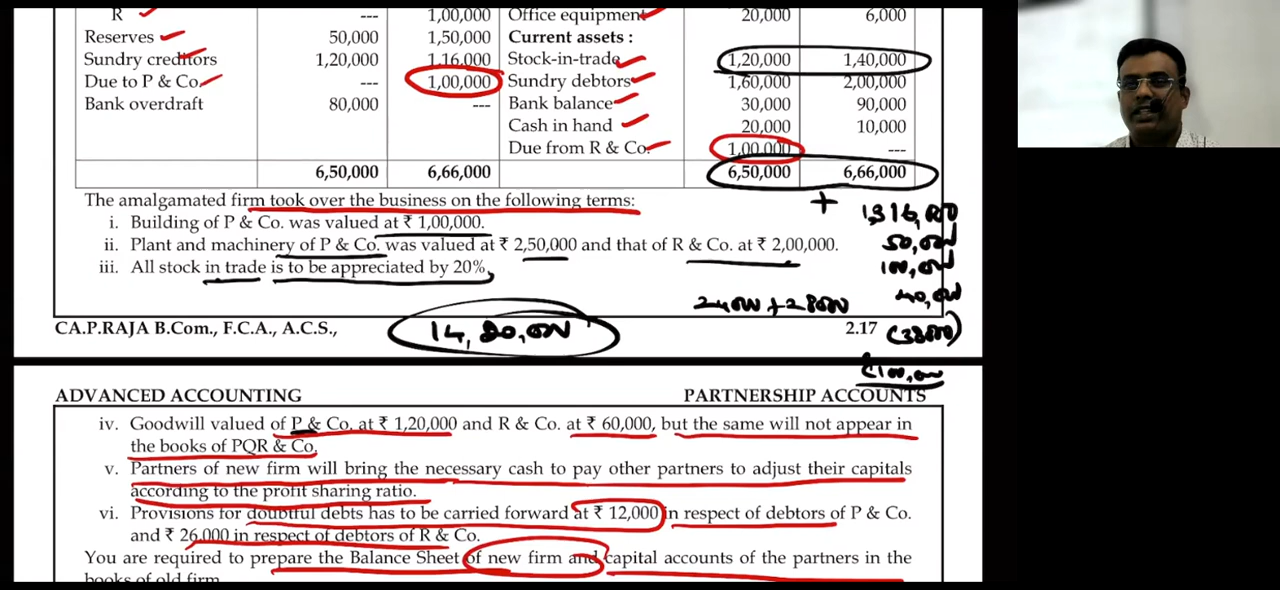 R --- 1,00,000 Office equipment 20,000 6,000
Reserves 50,000 1,50,000 Current assets :
Sundry creditors 1,20,000 1,16,000 Stock-in-trade 1,20,000 1,40,000
Due to P & Co. --- 1,00,000 Sundry debtors 1,60,000 2,00,000
Bank overdraft 80,000 --- Bank balance 30,000 90,000
Cash in hand 20,000 10,000
Due from R & Co. 1,00,000 ---
6,50,000 6,66,000 6,50,000 6,66,000
The amalgamated firm took over the business on the following terms:
i. Building of P & Co. was valued at ₹ 1,00,000.
ii. Plant and machinery of P & Co. was valued at ₹ 2,50,000 and that of R & Co. at ₹ 2,00,000.
iii. All stock in trade is to be appreciated by 20%.
+
50,000
100,000
40,000
CA.P.RAJA B.Com., F.C.A., A.C.S., 2.17
ADVANCED ACCOUNTING PARTNERSHIP ACCOUNTS
iv. Goodwill valued of P & Co. at ₹ 1,20,000 and R & Co. at ₹ 60,000, but the same will not appear in
the books of PQR & Co.
v. Partners of new firm will bring the necessary cash to pay other partners to adjust their capitals
according to the profit sharing ratio.
vi. Provisions for doubtful debts has to be carried forward at ₹ 12,000 in respect of debtors of P & Co.
and ₹ 26,000 in respect of debtors of R & Co.
You are required to prepare the Balance Sheet of new firm and capital accounts of the partners in the
books of old firm.